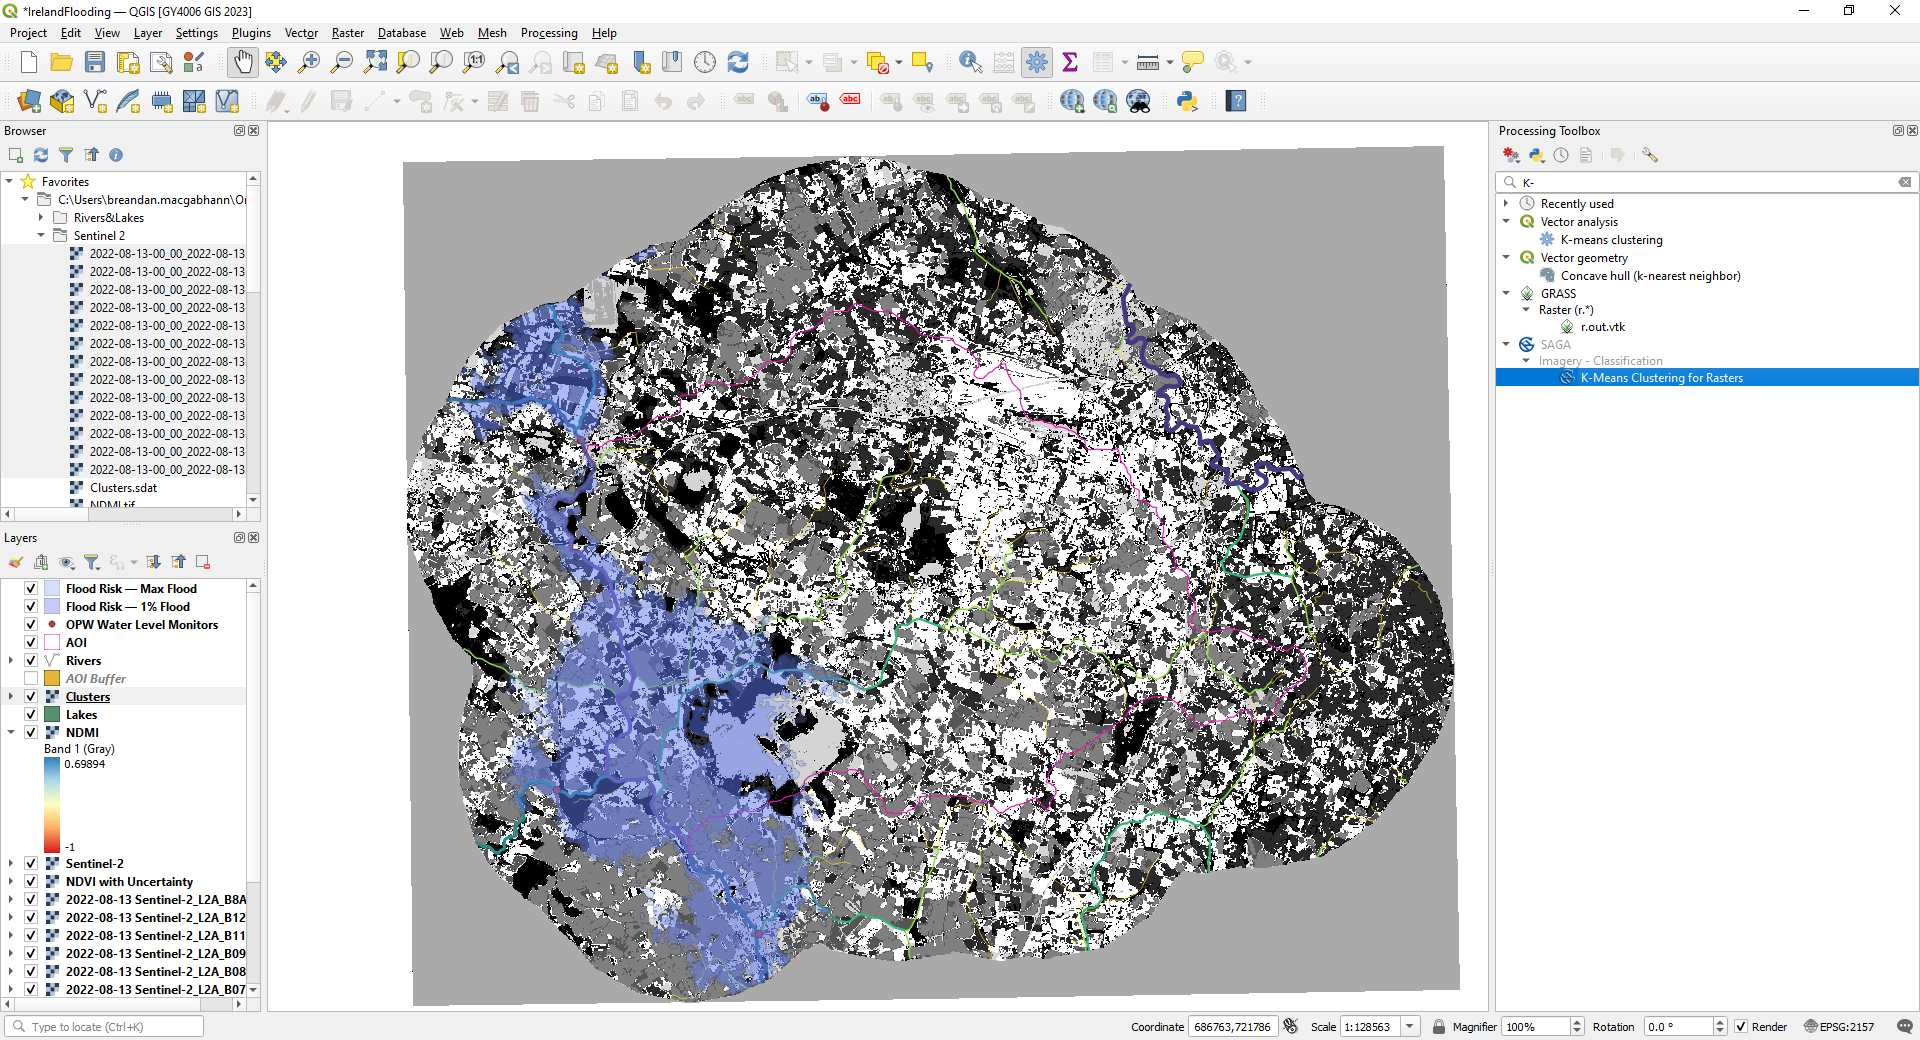 *IrelandFlooding — QGIS [GY4006 GIS 2023]
Project Edit View Layer Settings Plugins Vector Raster Database Web Mesh Processing Help
Browser
Favorites
C:\Users\breandan.macgabhann\Or
Rivers&Lakes
Sentinel 2
2022-08-13-00_00_2022-08-13
2022-08-13-00_00_2022-08-13
2022-08-13-00_00_2022-08-13
2022-08-13-00_00_2022-08-13
2022-08-13-00_00_2022-08-13
2022-08-13-00_00_2022-08-13
2022-08-13-00_00_2022-08-13
2022-08-13-00_00_2022-08-13
2022-08-13-00_00_2022-08-13
2022-08-13-00_00_2022-08-13
2022-08-13-00_00_2022-08-13
2022-08-13-00_00_2022-08-13
2022-08-13-00_00_2022-08-13
Clusters.sdat
NDMI.tif
Layers
Flood Risk — Max Flood
Flood Risk — 1% Flood
OPW Water Level Monitors
AOI
Rivers
AOI Buffer
Clusters
Lakes
NDMI
Band 1 (Gray)
0.69894
-1
Sentinel-2
NDVI with Uncertainty
2022-08-13 Sentinel-2_L2A_B8A
2022-08-13 Sentinel-2_L2A_B12
2022-08-13 Sentinel-2_L2A_B11
2022-08-13 Sentinel-2_L2A_B09
2022-08-13 Sentinel-2_L2A_B08
2022-08-13 Sentinel-2_L2A_B07
Processing Toolbox
K-
Recently used
Vector analysis
K-means clustering
Vector geometry
Concave hull (k-nearest neighbor)
GRASS
Raster (r.*)
r.out.vtk
SAGA
Imagery - Classification
K-Means Clustering for Rasters
Type to locate (Ctrl+K)
Coordinate 686763,721786 Scale 1:128563 Magnifier 100% Rotation 0.0 ° Render EPSG:2157